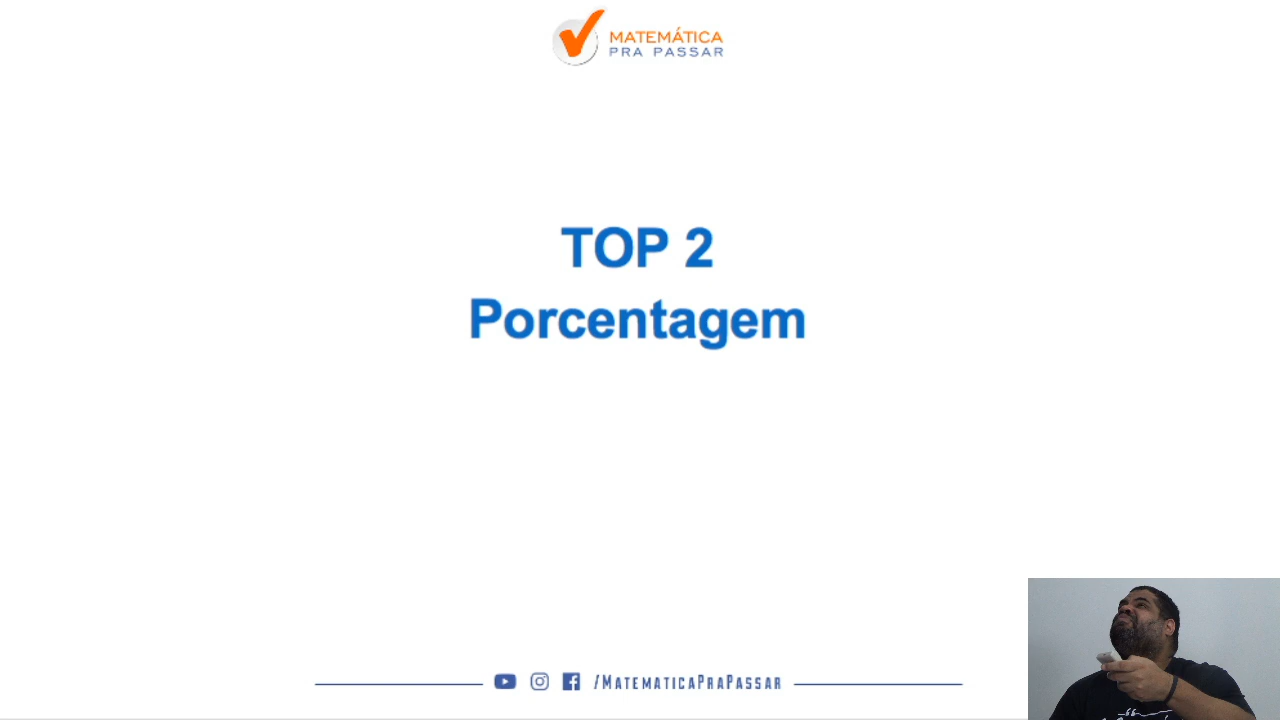 MATEMÁTICA
PRA PASSAR
TOP 2
Porcentagem
/MATEMATICAPRAPASSAR